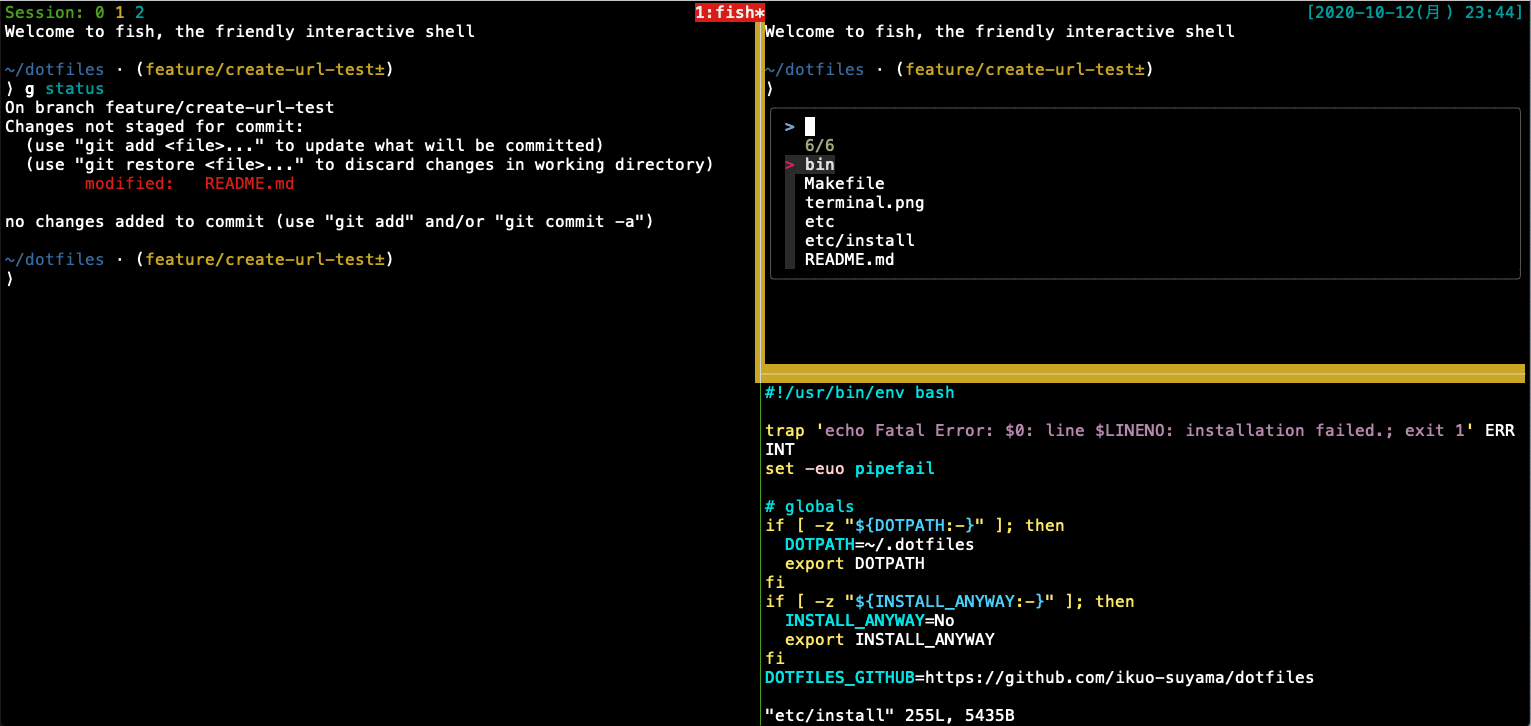 Session: 0 1 2 1:fish* [2020-10-12(月) 23:44]
Welcome to fish, the friendly interactive shell
~/dotfiles · (feature/create-url-test±)
⟩ g status
On branch feature/create-url-test
Changes not staged for commit:
(use "git add <file>..." to update what will be committed)
(use "git restore <file>..." to discard changes in working directory)
modified: README.md
no changes added to commit (use "git add" and/or "git commit -a")
~/dotfiles · (feature/create-url-test±)
⟩
Welcome to fish, the friendly interactive shell
~/dotfiles · (feature/create-url-test±)
⟩
>
6/6
> bin
Makefile
terminal.png
etc
etc/install
README.md
#!/usr/bin/env bash
trap 'echo Fatal Error: $0: line $LINENO: installation failed.; exit 1' ERR
INT
set -euo pipefail
# globals
if [ -z "${DOTPATH:-}" ]; then
DOTPATH=~/.dotfiles
export DOTPATH
fi
if [ -z "${INSTALL_ANYWAY:-}" ]; then
INSTALL_ANYWAY=No
export INSTALL_ANYWAY
fi
DOTFILES_GITHUB=https://github.com/ikuo-suyama/dotfiles
"etc/install" 255L, 5435B